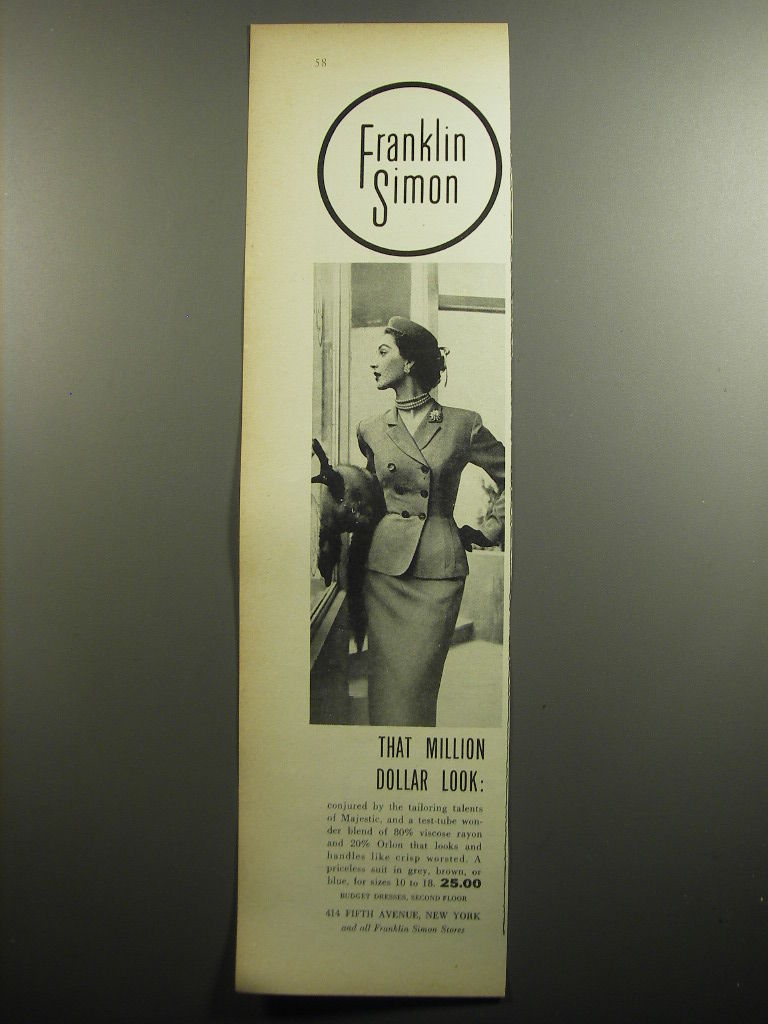 58
Franklin
Simon
THAT MILLION
DOLLAR LOOK:
conjured by the tailoring talents
of Majestic, and a test-tube won-
der blend of 80% viscose rayon
and 20% Orlon that looks and
handles like crisp worsted. A
priceless suit in grey, brown, or
blue, for sizes 10 to 18. 25.00
BUDGET DRESSES, SECOND FLOOR
414 FIFTH AVENUE, NEW YORK
and all Franklin Simon Stores